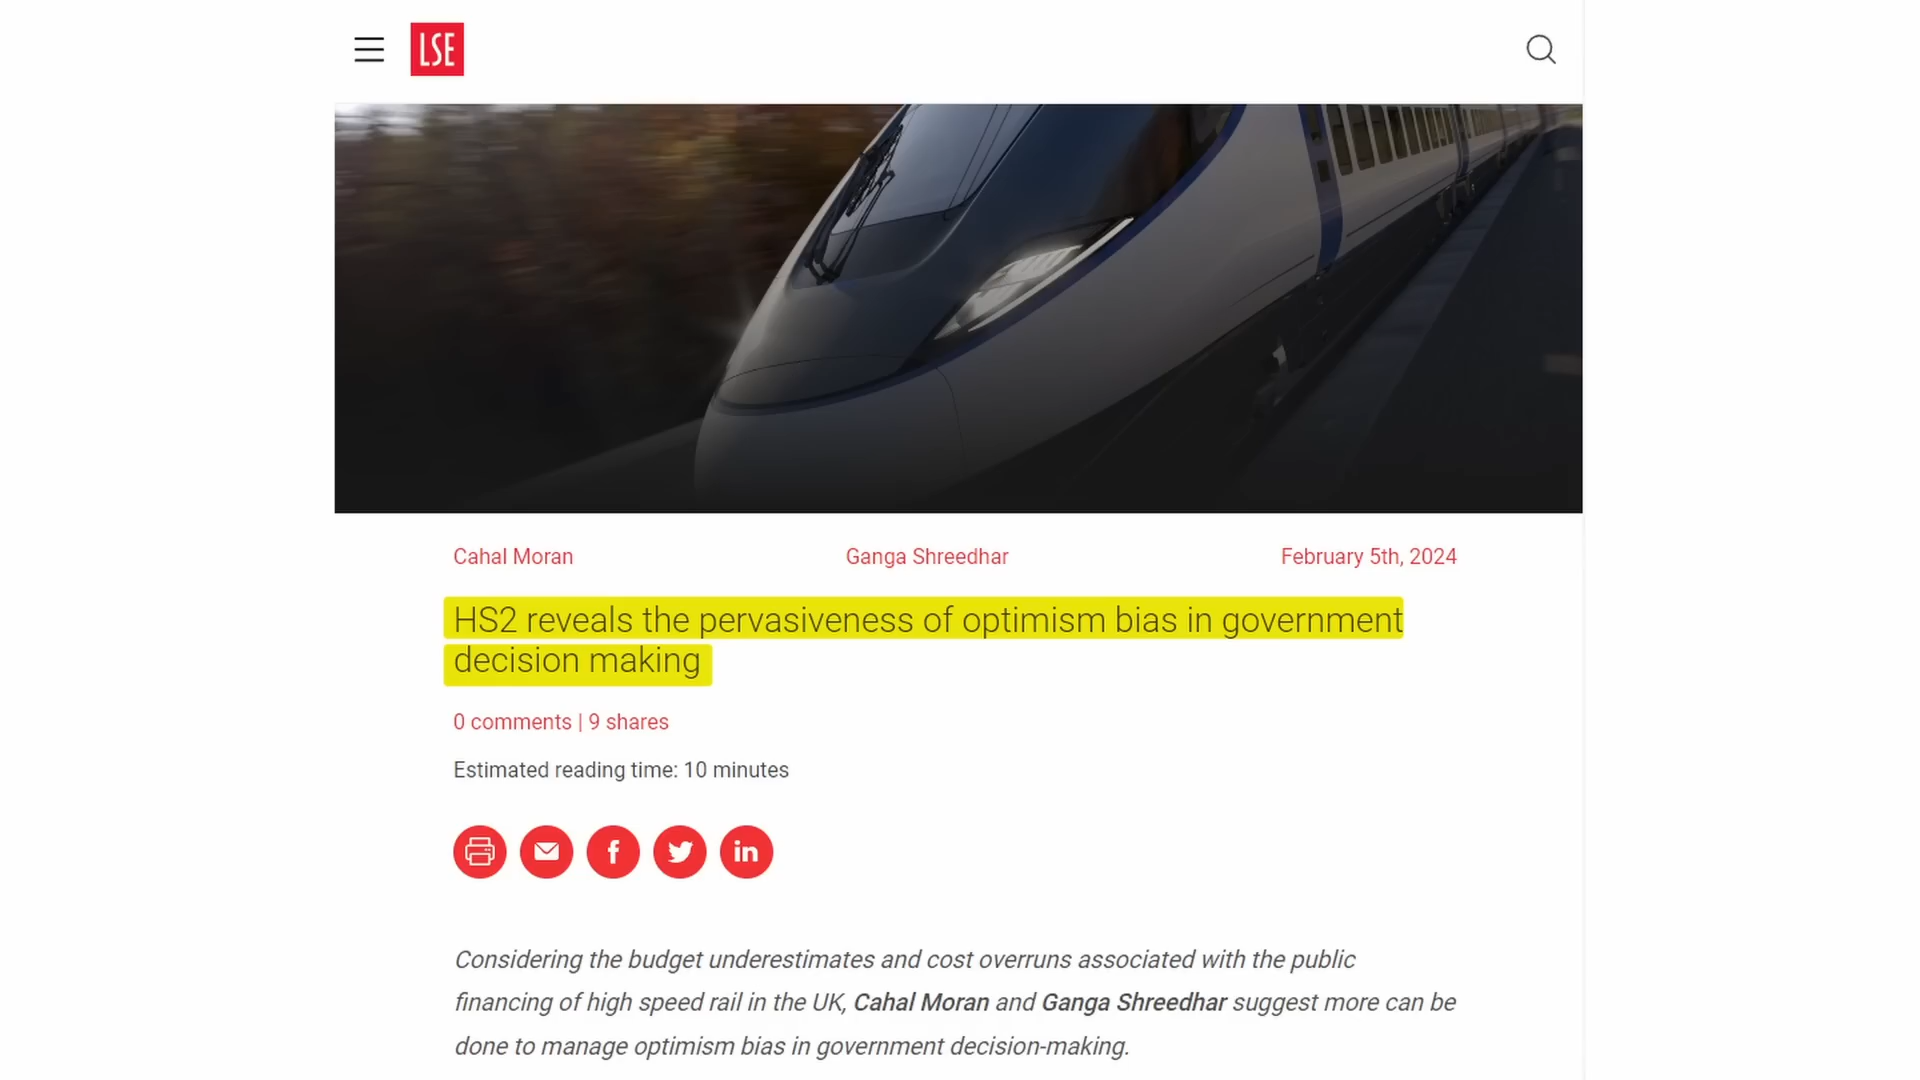 LSE
Cahal Moran Ganga Shreedhar February 5th, 2024
HS2 reveals the pervasiveness of optimism bias in government
decision making
0 comments | 9 shares
Estimated reading time: 10 minutes
f in
Considering the budget underestimates and cost overruns associated with the public
financing of high speed rail in the UK, Cahal Moran and Ganga Shreedhar suggest more can be
done to manage optimism bias in government decision-making.